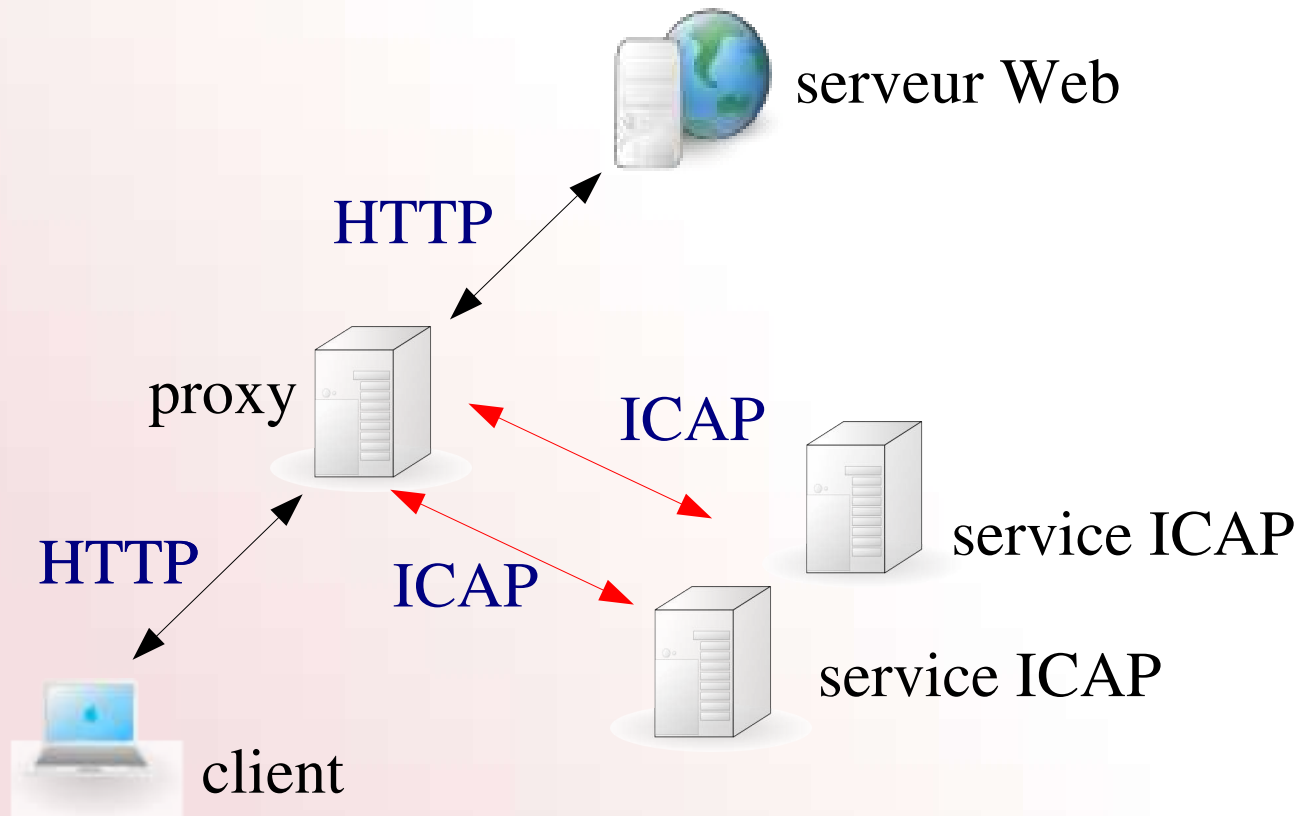 serveur Web
HTTP
proxy
ICAP
service ICAP
HTTP
ICAP
service ICAP
client